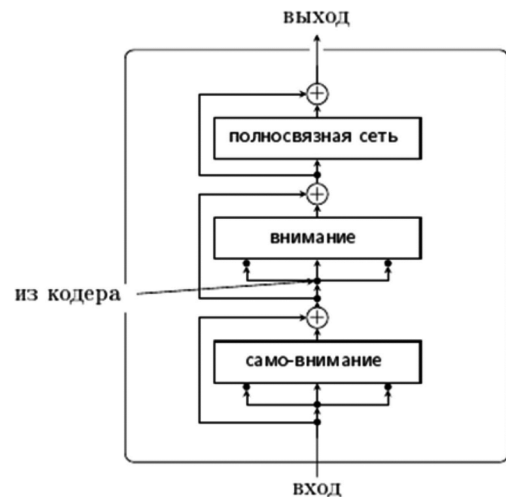 выход
полносвязная сеть
внимание
из кодера
само-внимание
вход